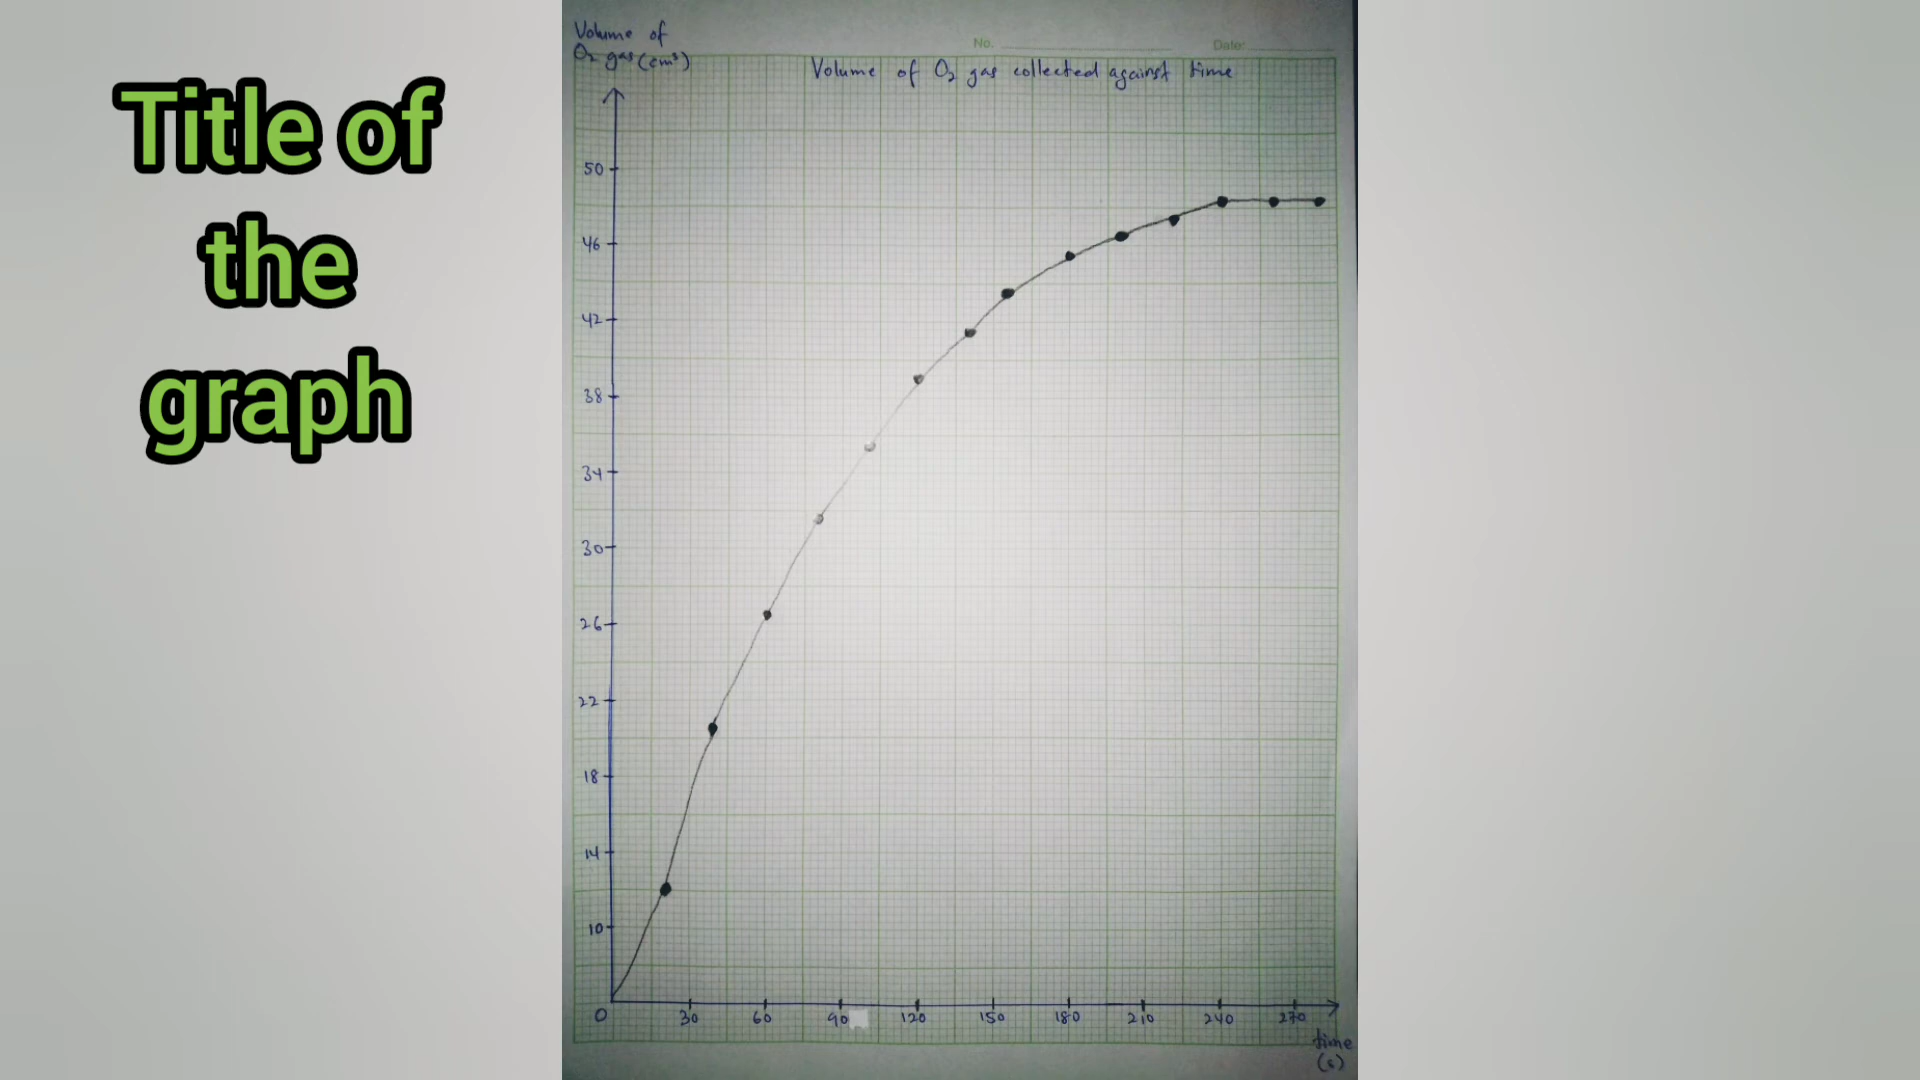 Title of
the
graph
Volume of
O₂ gas (cm³)
No.
Date:
Volume of O₂ gas collected against time
50
46
42
38
34
30
26
22
18
14
10
0
30
60
90
120
150
180
210
240
270
time
(s)